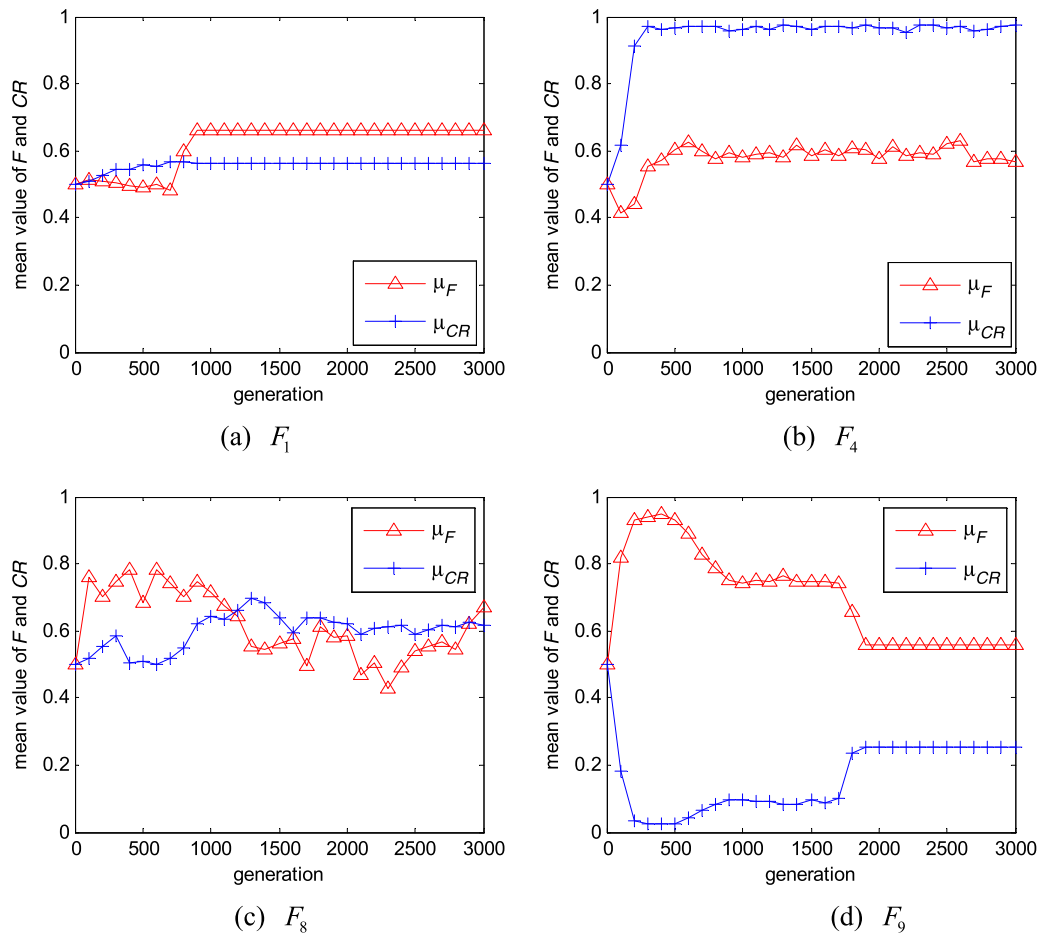 mean value of F and CR
1
0.8
0.6
0.4
0.2
0
0 500 1000 1500 2000 2500 3000
generation
μF
μCR
(a) F1
mean value of F and CR
1
0.8
0.6
0.4
0.2
0
0 500 1000 1500 2000 2500 3000
generation
μF
μCR
(b) F4
mean value of F and CR
1
0.8
0.6
0.4
0.2
0
0 500 1000 1500 2000 2500 3000
generation
μF
μCR
(c) F8
mean value of F and CR
1
0.8
0.6
0.4
0.2
0
0 500 1000 1500 2000 2500 3000
generation
μF
μCR
(d) F9